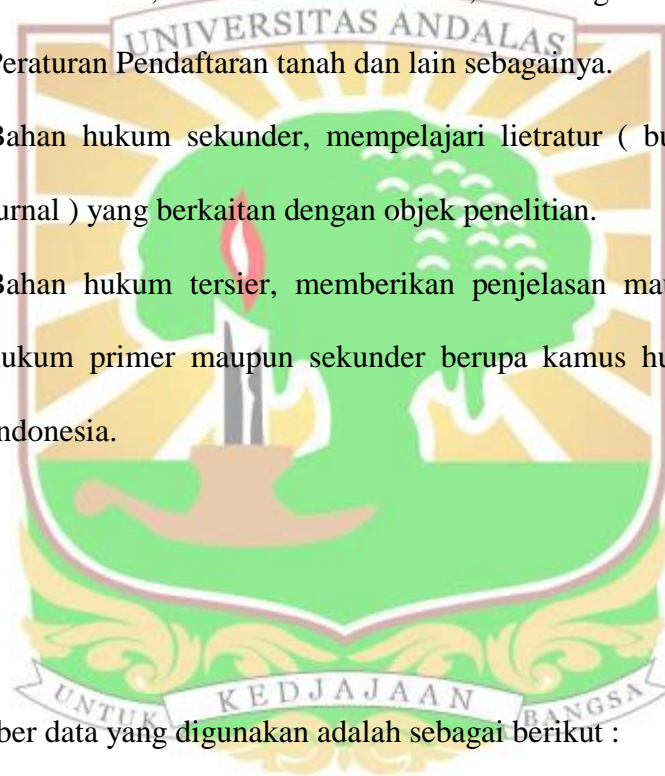 UNIVERSITAS ANDALAS
Peraturan Pendaftaran tanah dan lain sebagainya.
Bahan hukum sekunder, mempelajari lietratur ( bu
urnal ) yang berkaitan dengan objek penelitian.
Bahan hukum tersier, memberikan penjelasan mau
ukum primer maupun sekunder berupa kamus hu
ndonesia.
UNTUK KEDJAJAAN BANGSA
ber data yang digunakan adalah sebagai berikut :